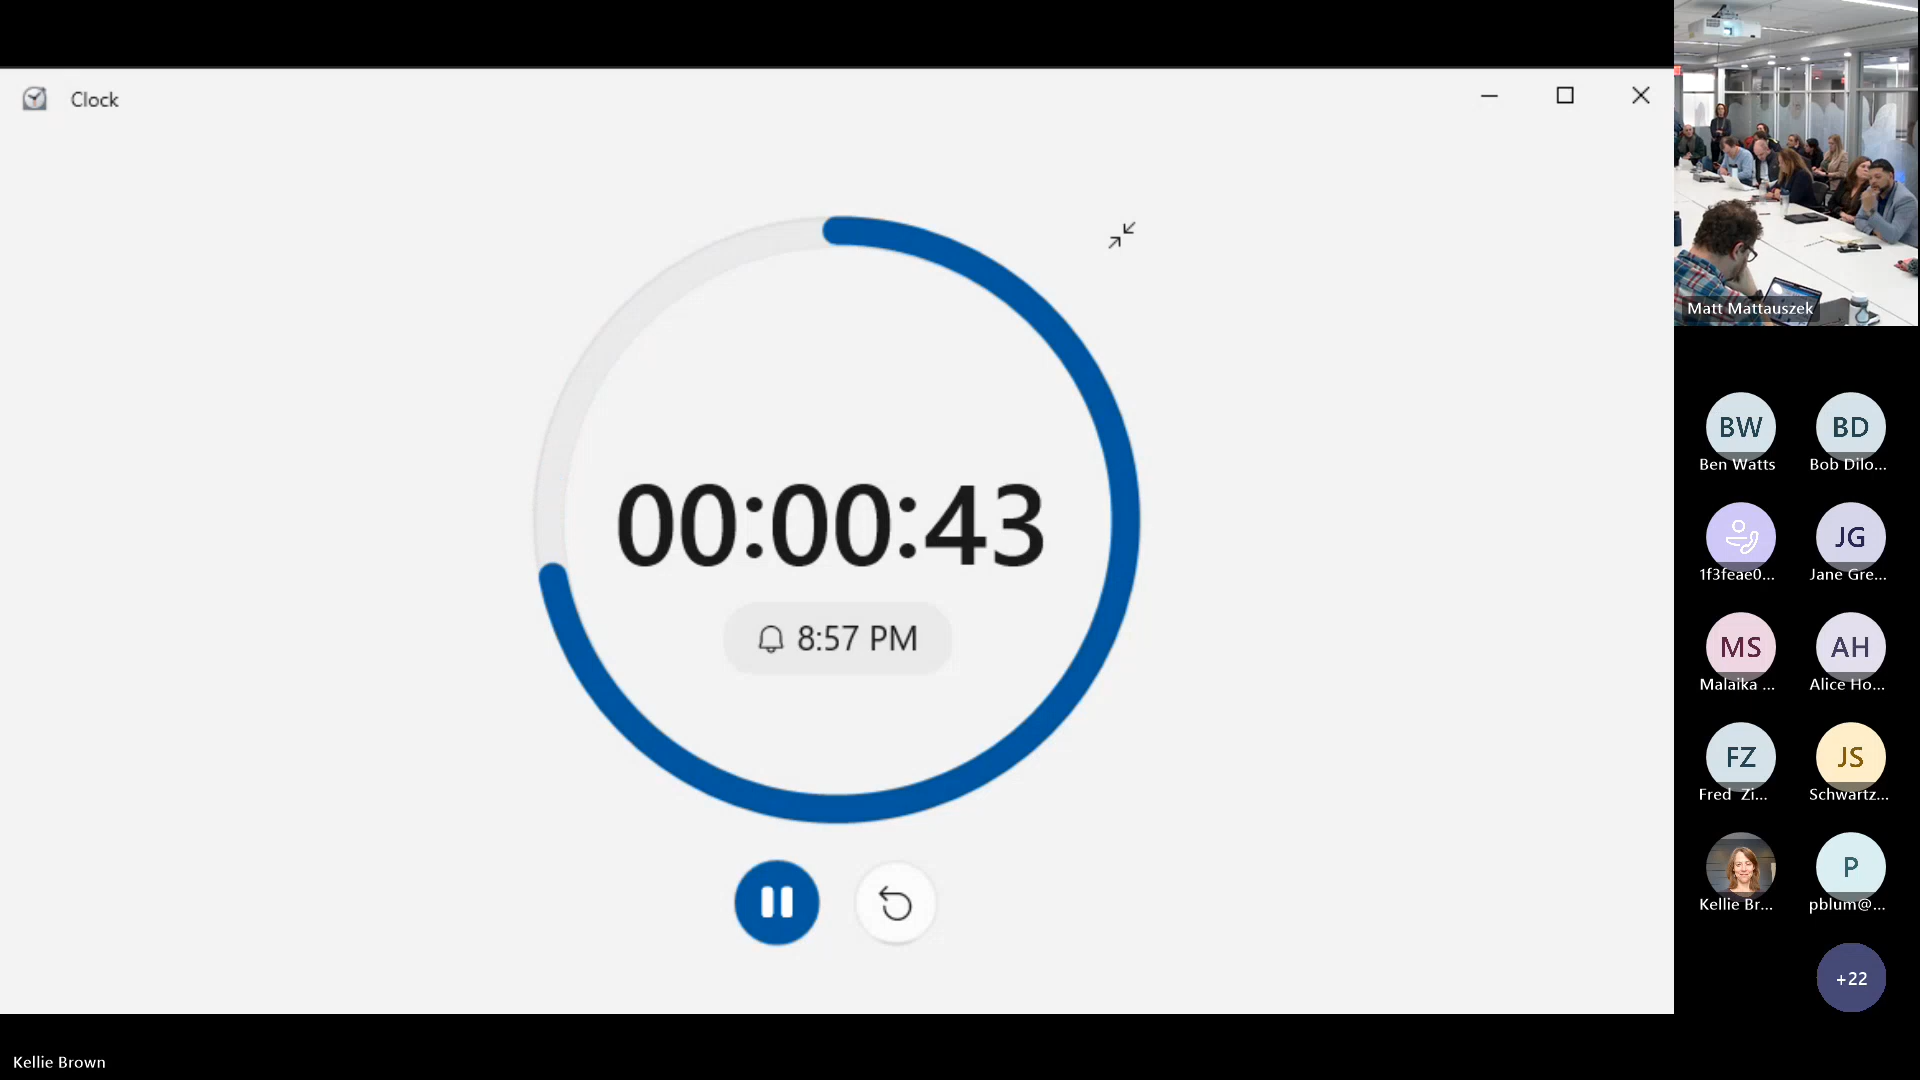 Clock
00:00:43
8:57 PM
Matt Mattauszek
BW
Ben Watts
BD
Bob Dilo...
1f3feae0...
JG
Jane Gre...
MS
Malaika ...
AH
Alice Ho...
FZ
Fred Zi...
JS
Schwartz...
Kellie Br...
P
pblum@...
+22
Kellie Brown